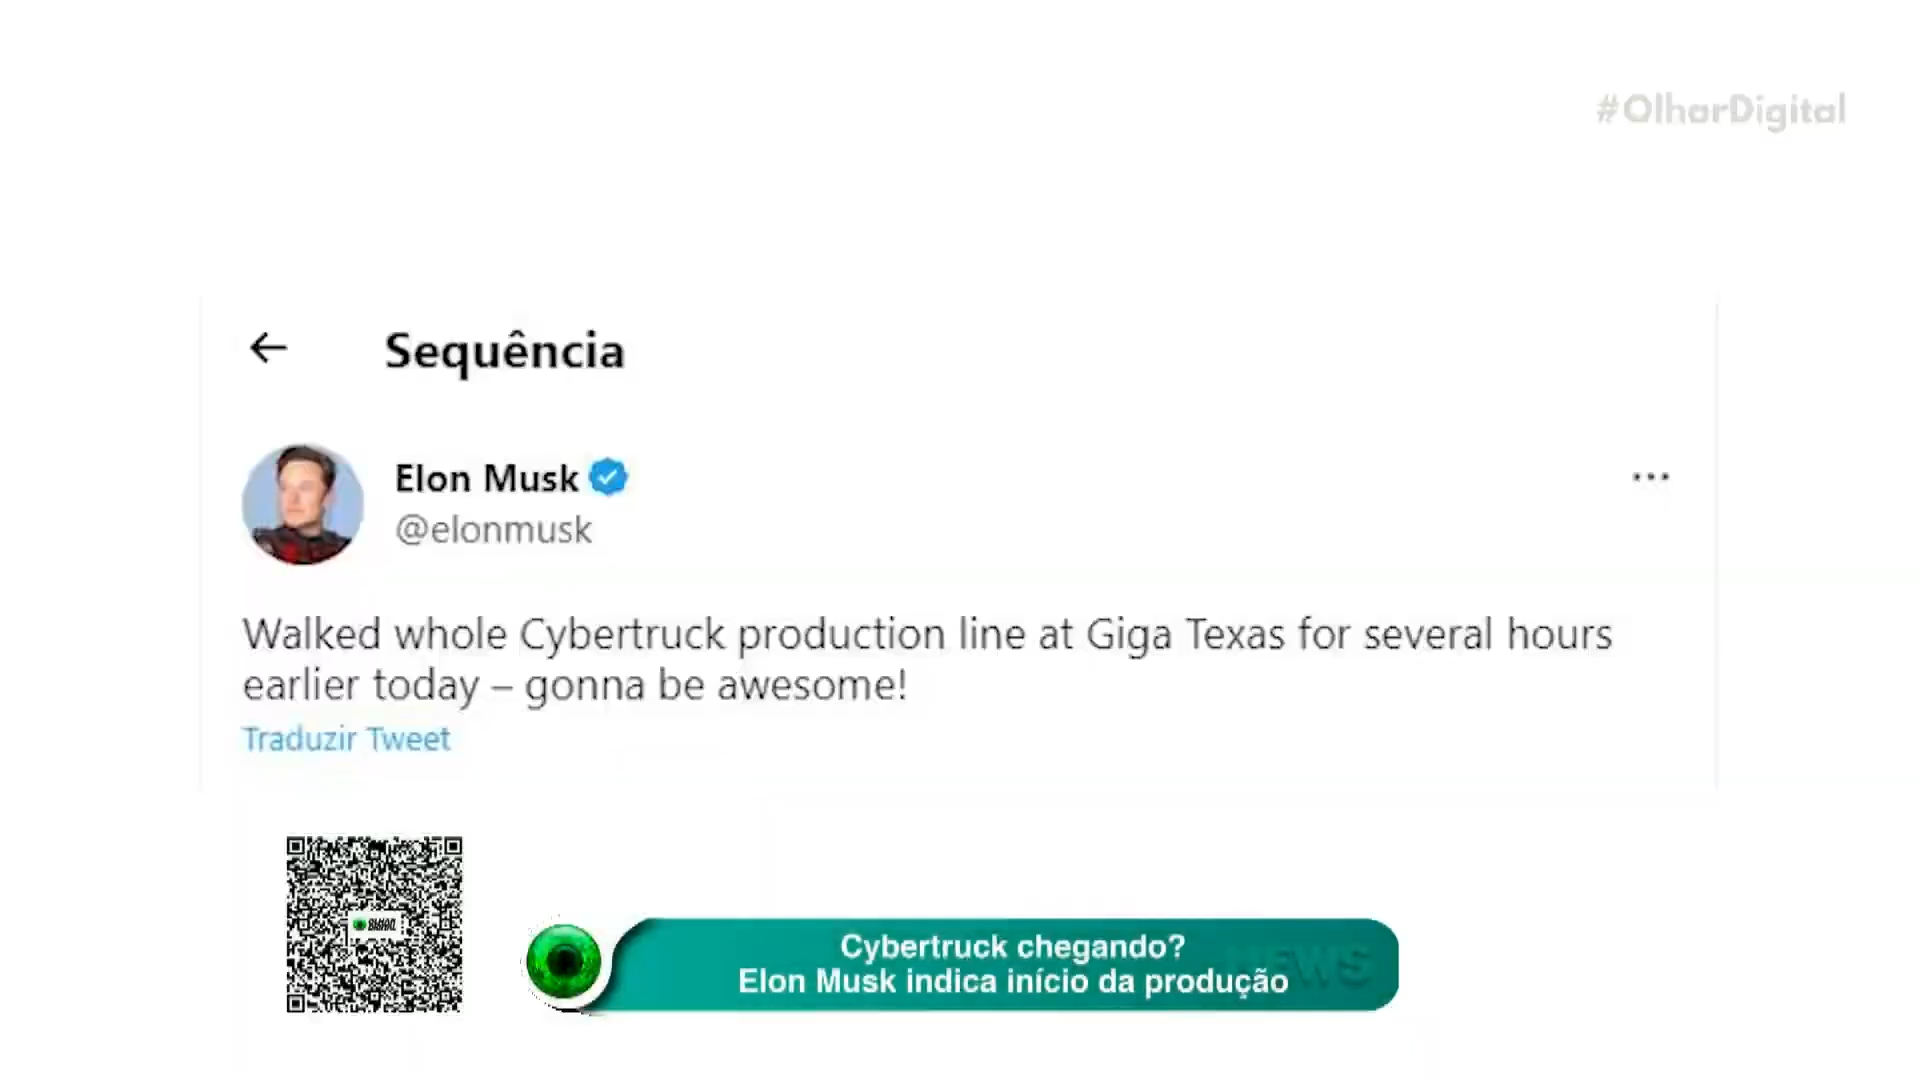 #OlharDigital
Sequência
Elon Musk
@elonmusk
Walked whole Cybertruck production line at Giga Texas for several hours
earlier today – gonna be awesome!
Traduzir Tweet
Cybertruck chegando?
Elon Musk indica início da produção
NEWS